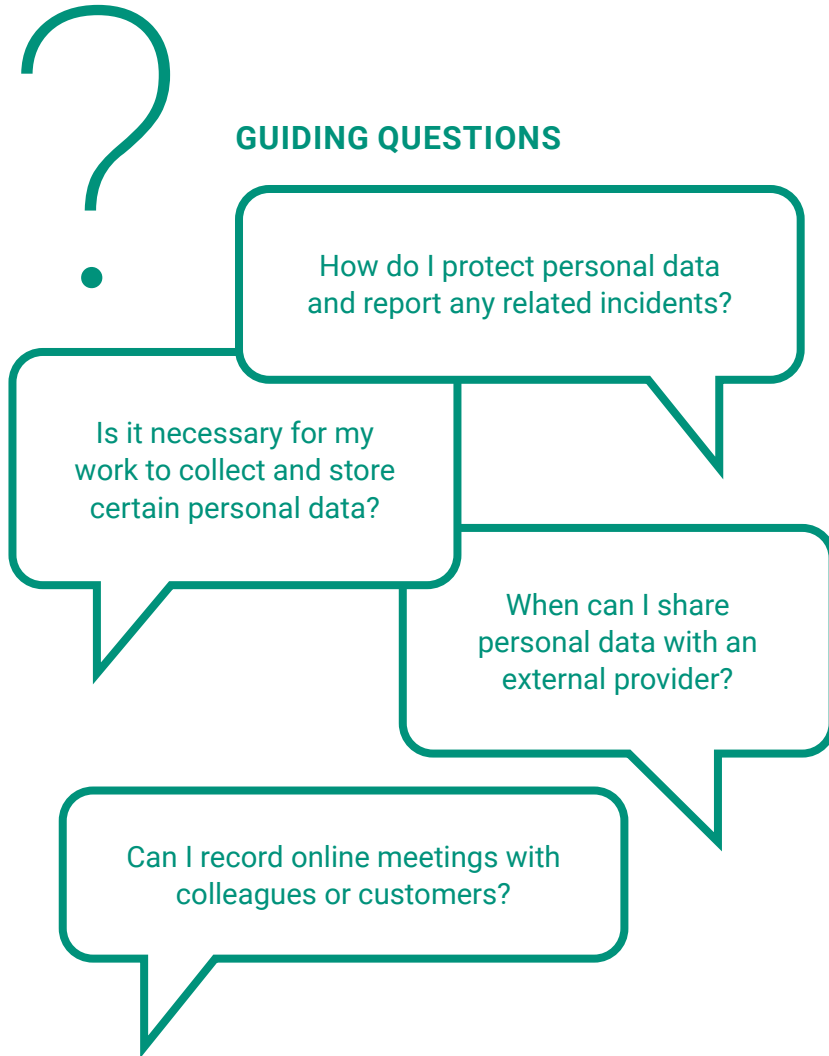 ?
GUIDING QUESTIONS
How do I protect personal data
and report any related incidents?
Is it necessary for my
work to collect and store
certain personal data?
When can I share
personal data with an
external provider?
Can I record online meetings with
colleagues or customers?